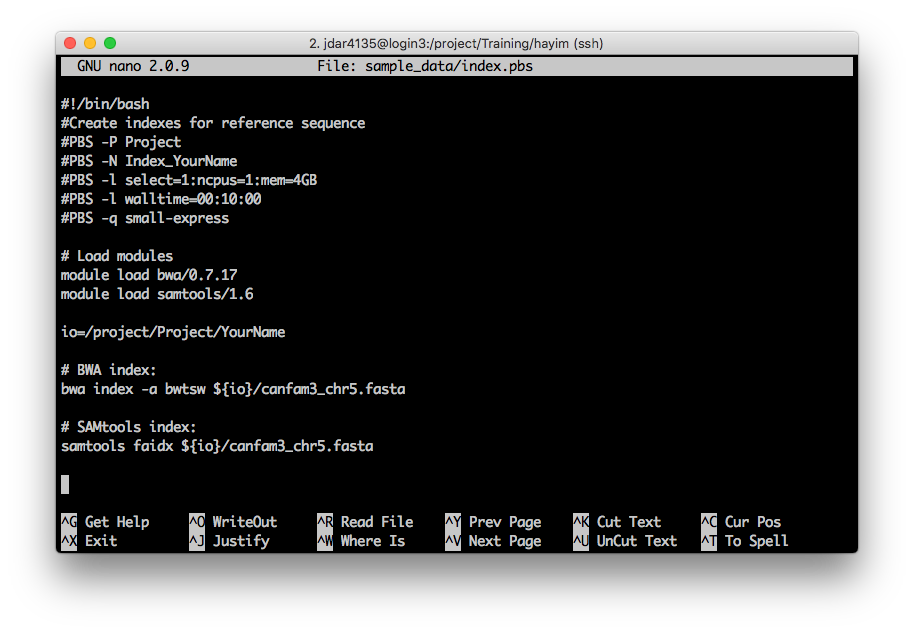 2. jdar4135@login3:/project/Training/hayim (ssh)
GNU nano 2.0.9 File: sample_data/index.pbs
#!/bin/bash
#Create indexes for reference sequence
#PBS -P Project
#PBS -N Index_YourName
#PBS -l select=1:ncpus=1:mem=4GB
#PBS -l walltime=00:10:00
#PBS -q small-express
# Load modules
module load bwa/0.7.17
module load samtools/1.6
io=/project/Project/YourName
# BWA index:
bwa index -a bwtsw ${io}/canfam3_chr5.fasta
# SAMtools index:
samtools faidx ${io}/canfam3_chr5.fasta
^G Get Help ^O WriteOut ^R Read File ^Y Prev Page ^K Cut Text ^C Cur Pos
^X Exit ^J Justify ^W Where Is ^V Next Page ^U UnCut Text ^T To Spell